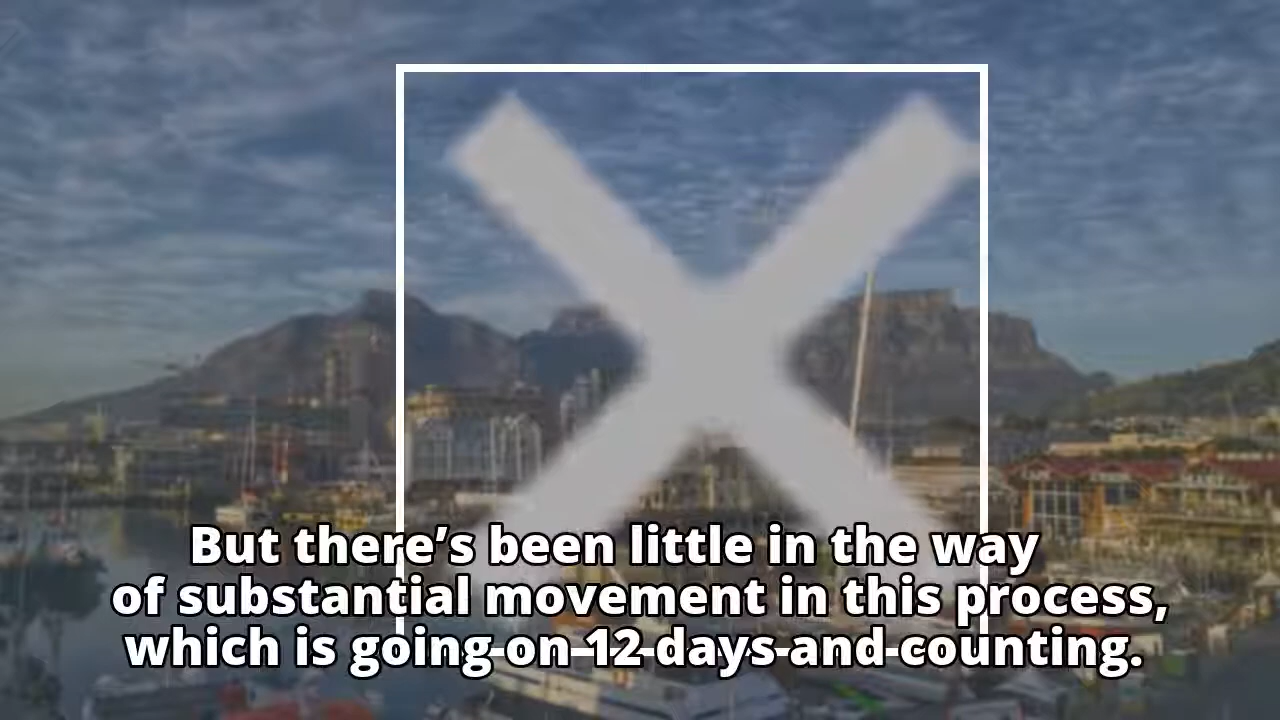 But there’s been little in the way
of substantial movement in this process,
which is going on 12 days and counting.